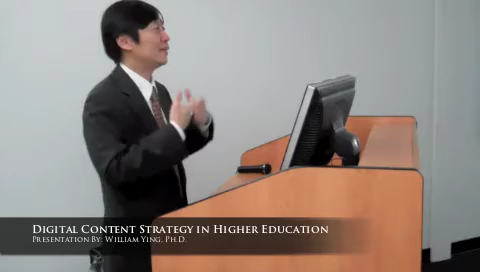 Digital Content Strategy in Higher Education
Presentation By: William Ying, Ph.D.